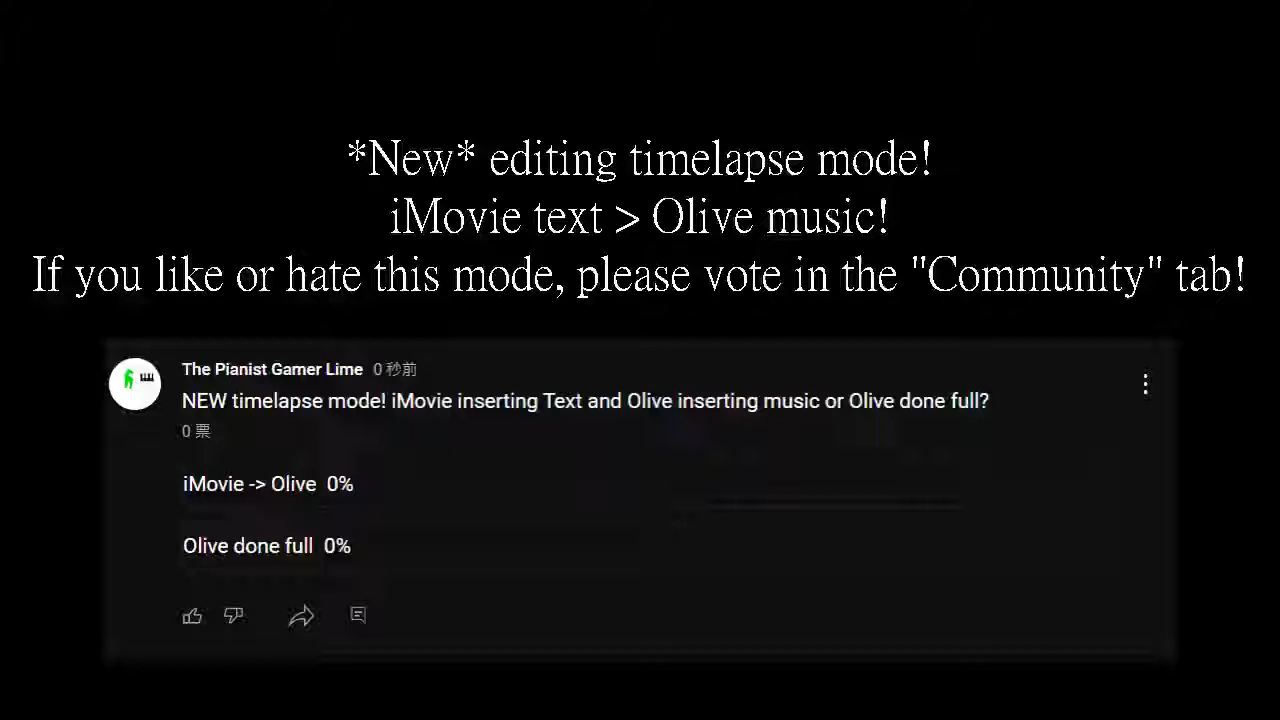 *New* editing timelapse mode!
iMovie text > Olive music!
If you like or hate this mode, please vote in the "Community" tab!
The Pianist Gamer Lime 0 秒前
NEW timelapse mode! iMovie inserting Text and Olive inserting music or Olive done full?
0 票
iMovie -> Olive 0%
Olive done full 0%